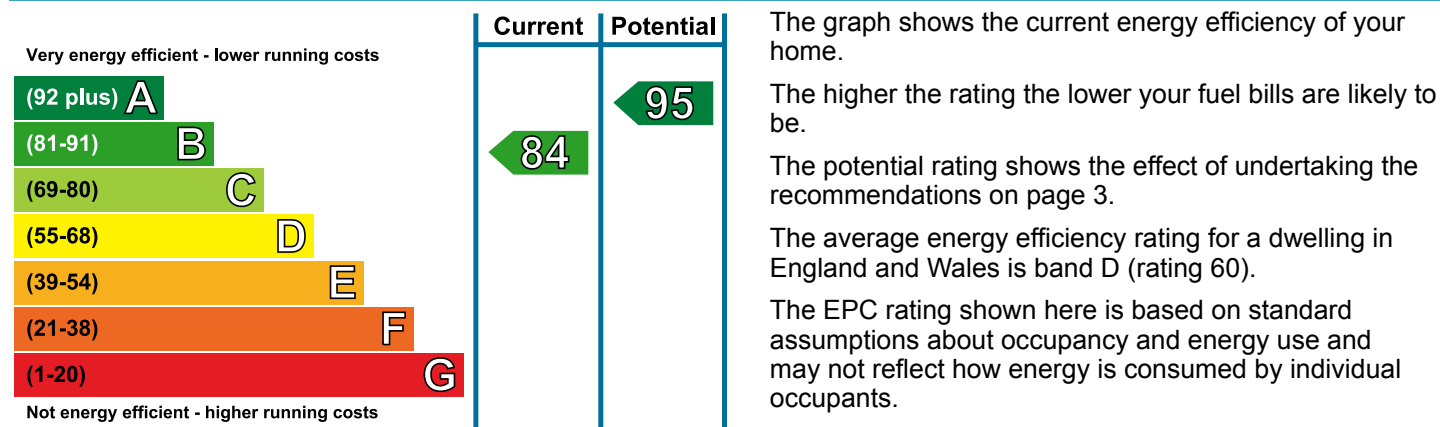 Current Potential
Very energy efficient - lower running costs
(92 plus) A
95
(81-91) B
84
(69-80) C
(55-68) D
(39-54) E
(21-38) F
(1-20) G
Not energy efficient - higher running costs
The graph shows the current energy efficiency of your
home.
The higher the rating the lower your fuel bills are likely to
be.
The potential rating shows the effect of undertaking the
recommendations on page 3.
The average energy efficiency rating for a dwelling in
England and Wales is band D (rating 60).
The EPC rating shown here is based on standard
assumptions about occupancy and energy use and
may not reflect how energy is consumed by individual
occupants.